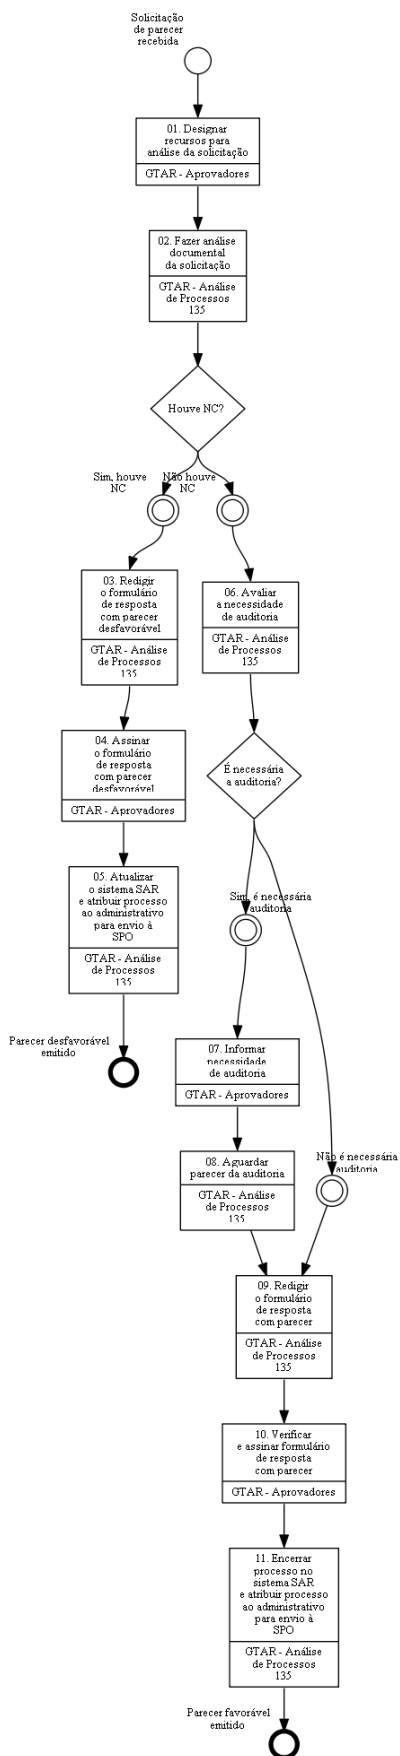 Solicitação
de parecer
recebida
01. Designar
recursos para
análise da solicitação
GTAR - Aprovadores
02. Fazer análise
documental
da solicitação
GTAR - Análise
de Processos
135
Houve NC?
Sim, houve
NC
Não houve
NC
03. Redigir
o formulário
de resposta
com parecer
desfavorável
GTAR - Análise
de Processos
135
06. Avaliar
a necessidade
de auditoria
GTAR - Análise
de Processos
135
04. Assinar
o formulário
de resposta
com parecer
desfavorável
GTAR - Aprovadores
É necessária
a auditoria?
05. Atualizar
o sistema SAR
e atribuir processo
ao administrativo
para envio à
SPO
GTAR - Análise
de Processos
135
Sim, é necessária
auditoria
Parecer desfavorável
emitido
07. Informar
necessidade
de auditoria
GTAR - Aprovadores
08. Aguardar
parecer da auditoria
GTAR - Análise
de Processos
135
Não é necessária
auditoria
09. Redigir
o formulário
de resposta
com parecer
GTAR - Análise
de Processos
135
10. Verificar
e assinar formulário
de resposta
com parecer
GTAR - Aprovadores
11. Encerrar
processo no
sistema SAR
e atribuir processo
ao administrativo
para envio à
SPO
GTAR - Análise
de Processos
135
Parecer favorável
emitido